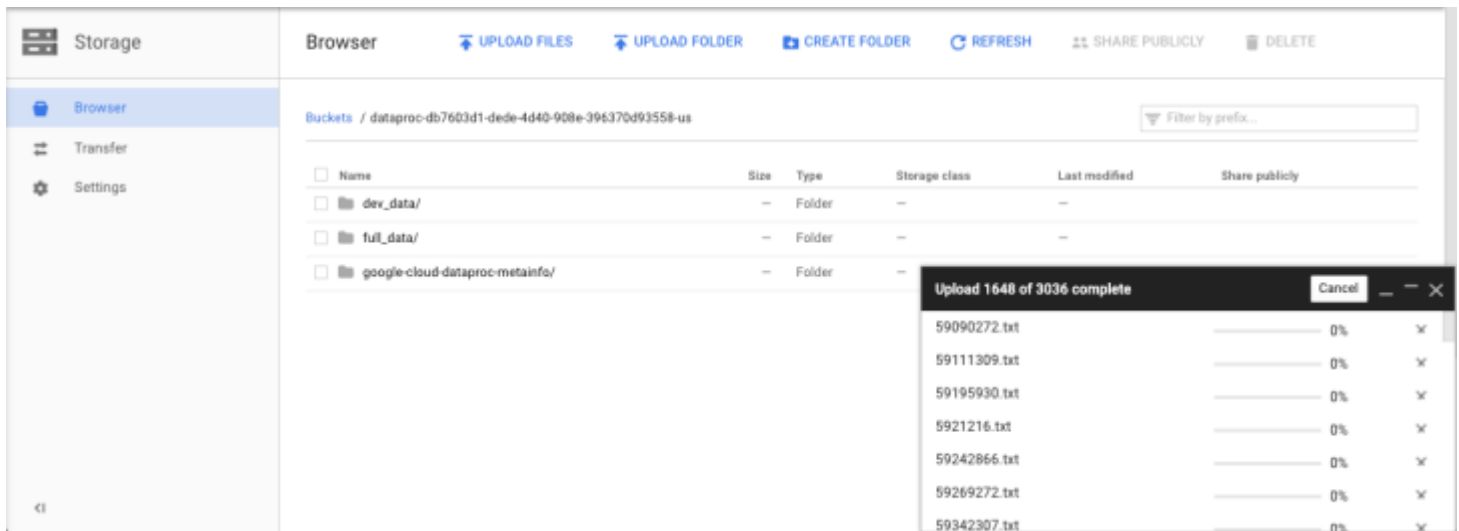 Storage
Browser UPLOAD FILES UPLOAD FOLDER CREATE FOLDER REFRESH SHARE PUBLICLY DELETE
Browser
Transfer
Settings
Buckets / dataproc-db7603d1-dede-4d40-908e-396370d93558-us
Filter by prefix...
Name Size Type Storage class Last modified Share publicly
dev_data/ — Folder — —
full_data/ — Folder — —
google-cloud-dataproc-metainfo/ — Folder —
Upload 1648 of 3036 complete Cancel
59090272.txt 0%
59111309.txt 0%
59195930.txt 0%
5921216.txt 0%
59242866.txt 0%
59269272.txt 0%
59342307.txt 0%